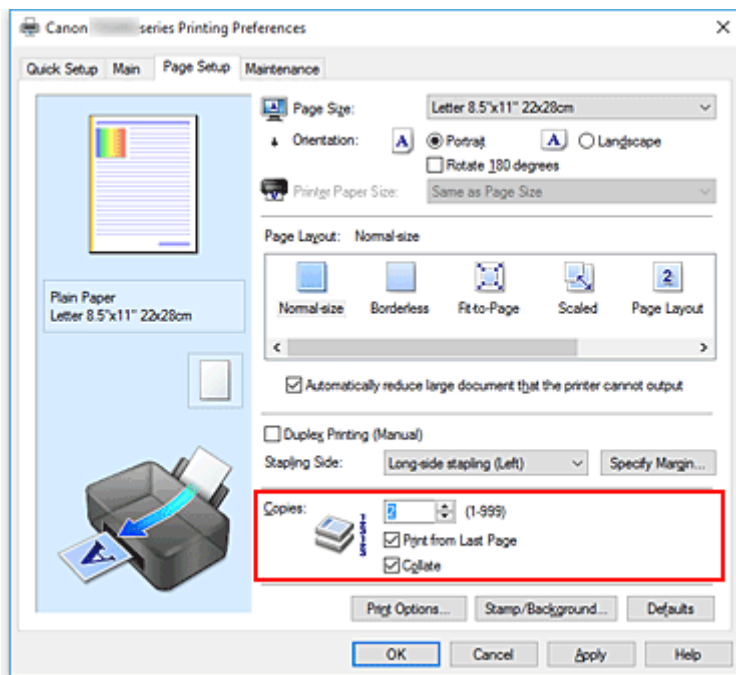 Canon series Printing Preferences
Quick Setup Main Page Setup Maintenance
Page Size: Letter 8.5"x11" 22x28cm
Orientation: A Portrait A Landscape
Rotate 180 degrees
Printer Paper Size: Same as Page Size
Page Layout: Normal-size
Normal-size Borderless Fit-to-Page Scaled Page Layout
Plain Paper
Letter 8.5"x11" 22x28cm
Automatically reduce large document that the printer cannot output
Duplex Printing (Manual)
Stapling Side: Long-side stapling (Left) Specify Margin...
Copies: 2 (1-999)
Print from Last Page
Collate
Print Options... Stamp/Background... Defaults
OK Cancel Apply Help